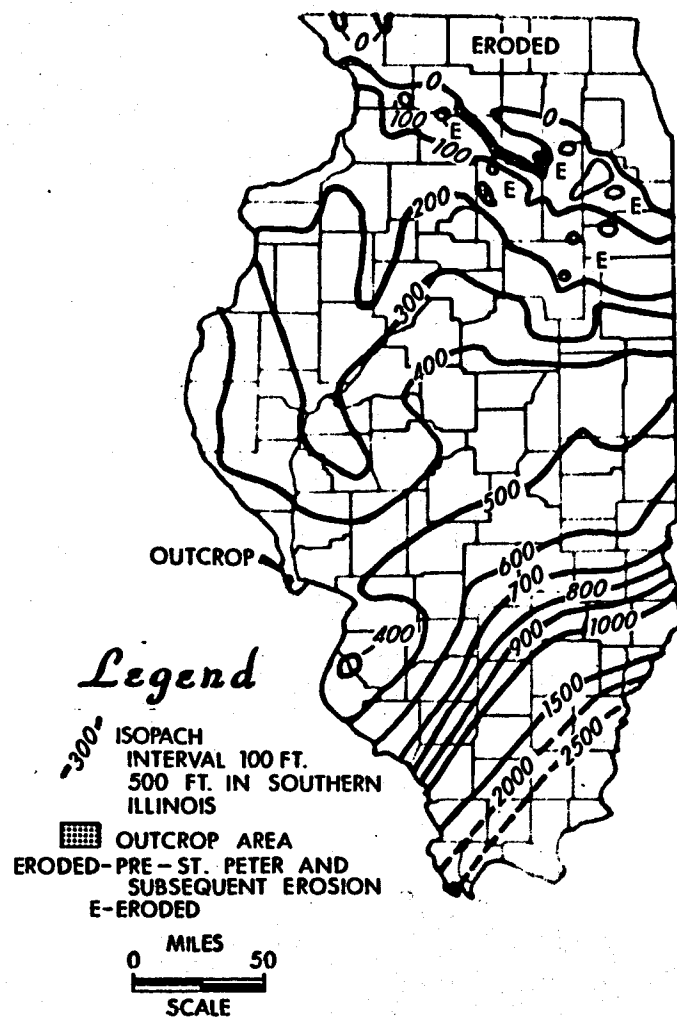 0
ERODED
0
0
100
E
100
E
E
200
E
300
400
500
OUTCROP
600
700
800
900
1000
400
1500
2000
2500
Legend
-300-
ISOPACH
INTERVAL 100 FT.
500 FT. IN SOUTHERN
ILLINOIS
OUTCROP AREA
ERODED-PRE-ST. PETER AND
SUBSEQUENT EROSION
E-ERODED
MILES
0 50
SCALE